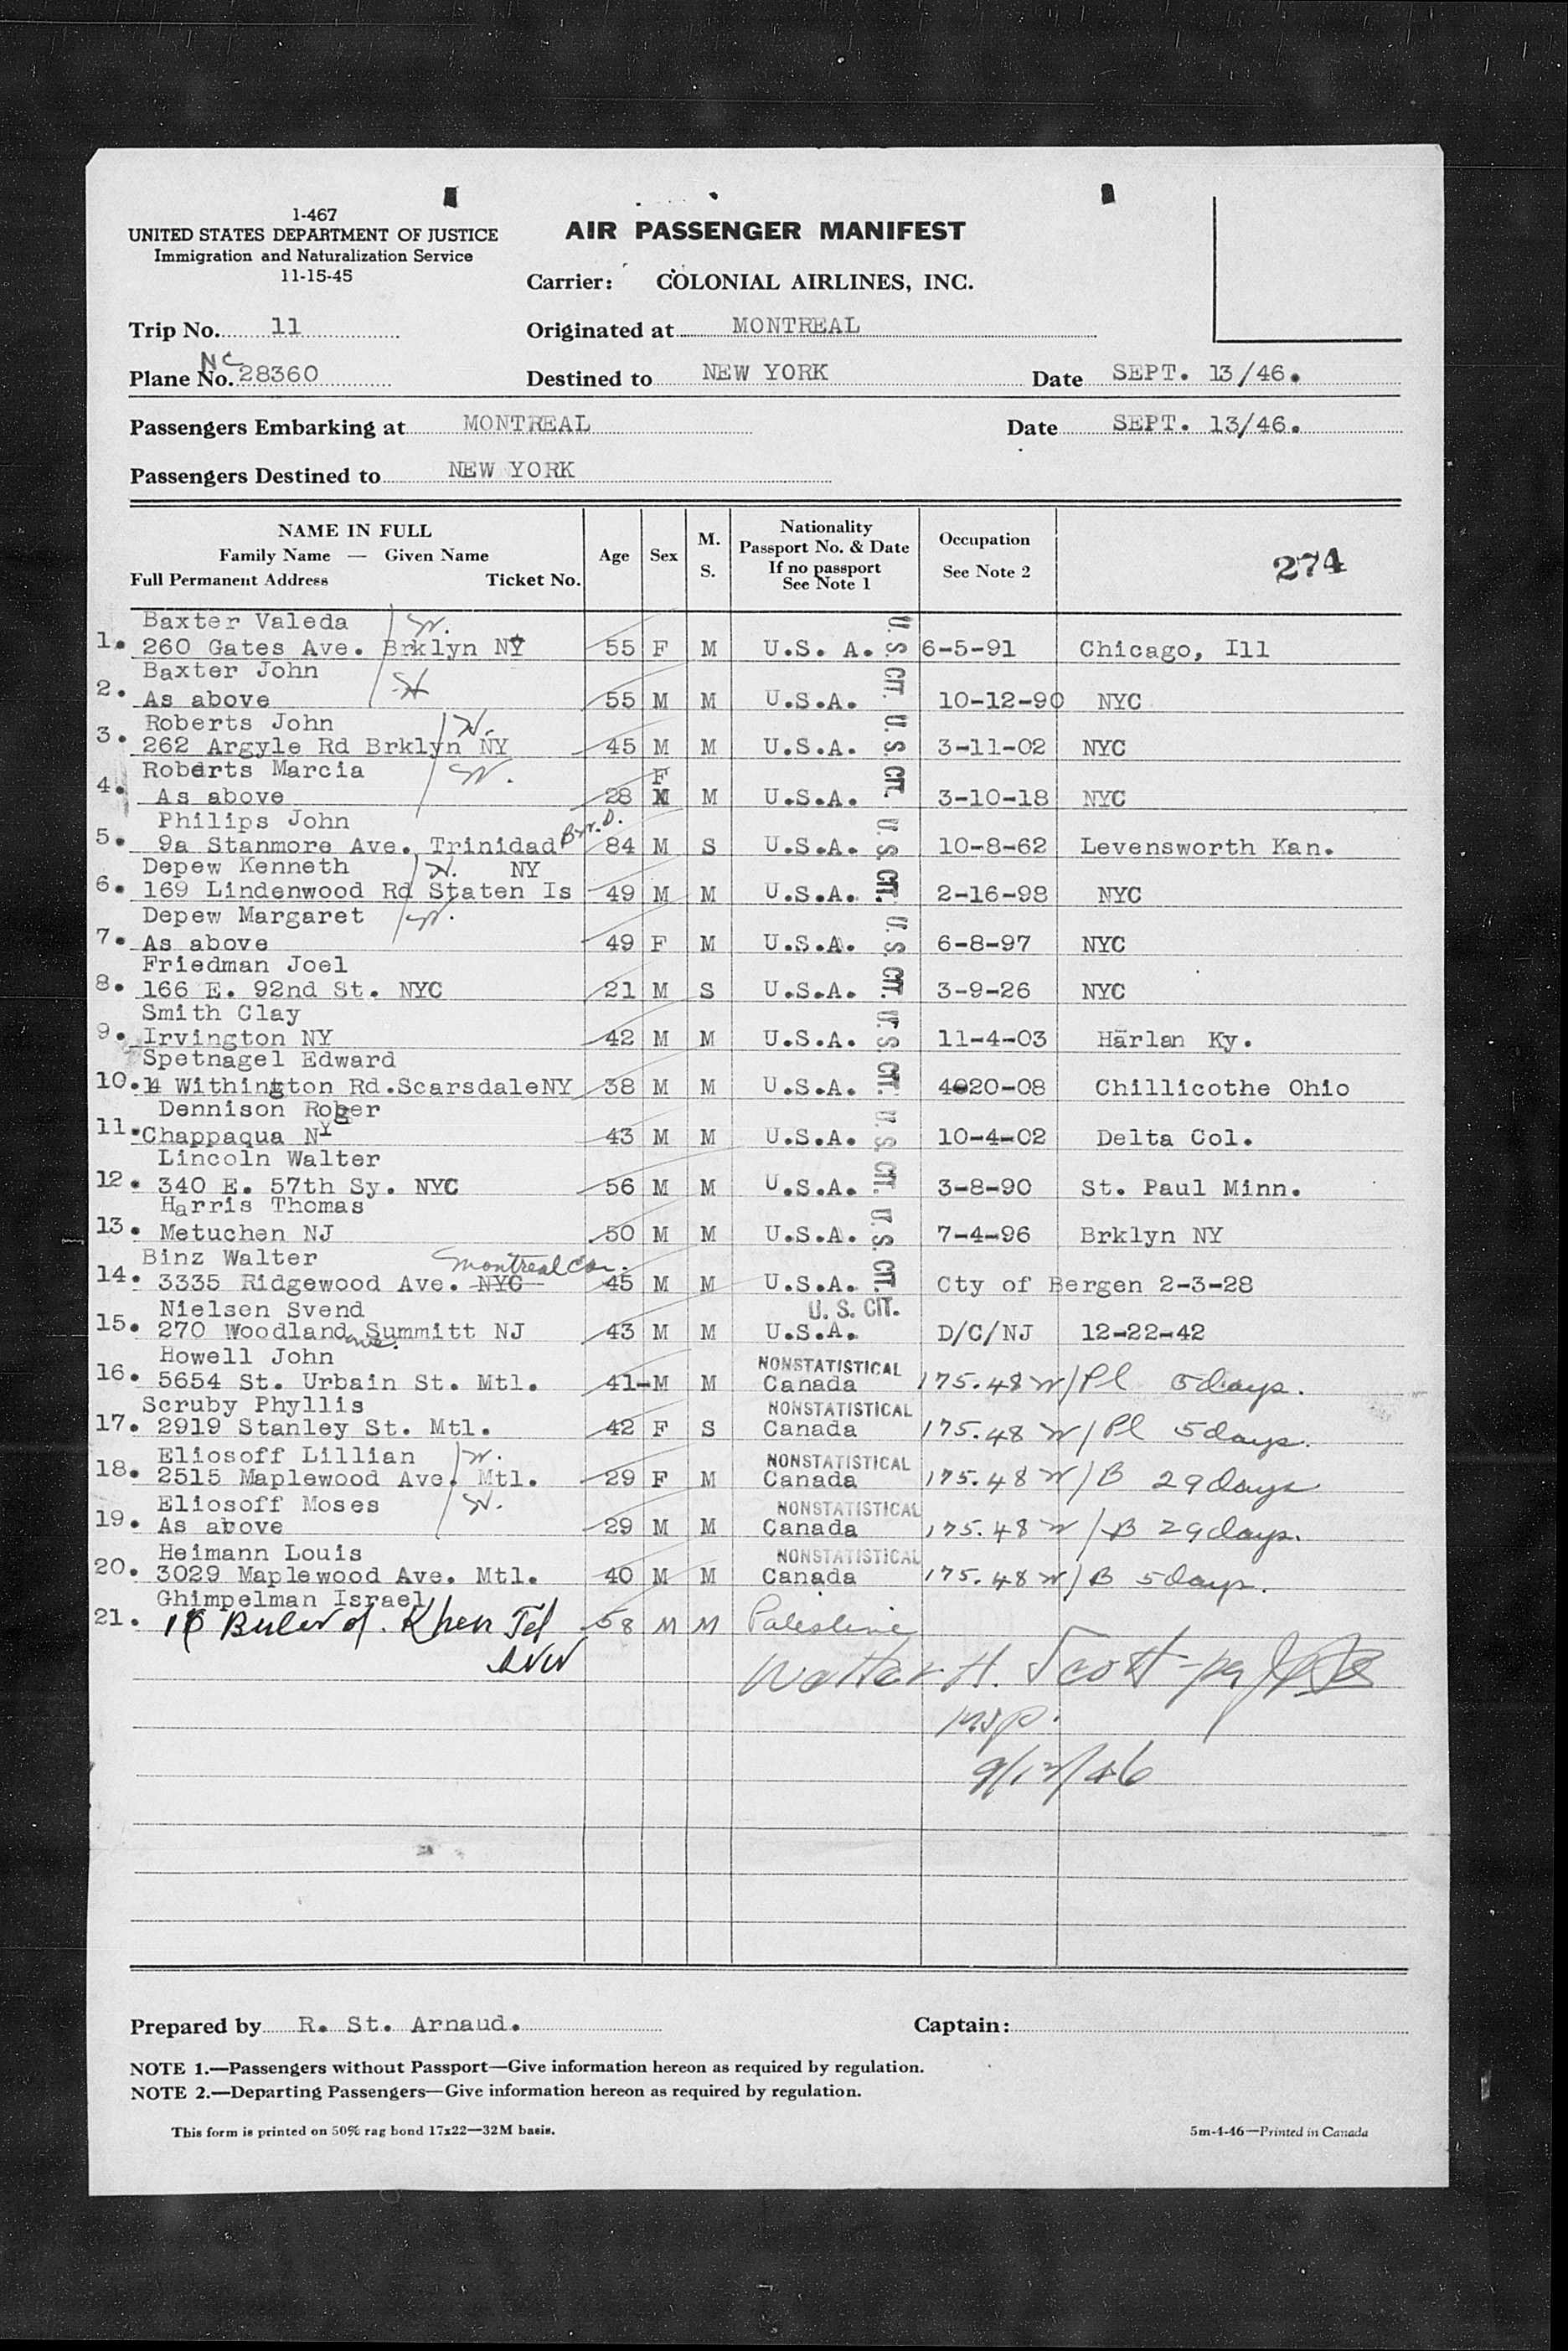 1-467
UNITED STATES DEPARTMENT OF JUSTICE
Immigration and Naturalization Service
11-15-45
AIR PASSENGER MANIFEST
Carrier: COLONIAL AIRLINES, INC.
Trip No. 11 Originated at MONTREAL
Plane No. NC 28360 Destined to NEW YORK Date SEPT. 13/46.
Passengers Embarking at MONTREAL Date SEPT. 13/46.
Passengers Destined to NEW YORK
NAME IN FULL
Family Name — Given Name
Full Permanent Address Ticket No.
Age
Sex
M.
S.
Nationality
Passport No. & Date
If no passport
See Note 1
Occupation
See Note 2
274
Baxter Valeda
1. 260 Gates Ave. Brklyn NY 55 F M U.S. A. U.S. CIT. 6-5-91 Chicago, Ill
Baxter John
2. As above 55 M M U.S.A. 10-12-90 NYC
Roberts John
3. 262 Argyle Rd Brklyn NY 45 M M U.S.A. U.S. CIT. 3-11-02 NYC
Roberts Marcia F
4. As above 28 M M U.S.A. 3-10-18 NYC
Philips John
5. 9a Stanmore Ave. Trinidad 84 M S U.S.A. U.S. CIT. 10-8-62 Levensworth Kan.
Depew Kenneth NY
6. 169 Lindenwood Rd Staten Is 49 M M U.S.A. 2-16-98 NYC
Depew Margaret
7. As above 49 F M U.S.A. U.S. CIT. 6-8-97 NYC
Friedman Joel
8. 166 E. 92nd St. NYC 21 M S U.S.A. 3-9-26 NYC
Smith Clay
9. Irvington NY 42 M M U.S.A. U.S. CIT. 11-4-03 Harlan Ky.
Spetnagel Edward
10. 14 Withington Rd.ScarsdaleNY 38 M M U.S.A. 4-20-08 Chillicothe Ohio
Dennison Roger
11. Chappaqua NY 43 M M U.S.A. U.S. CIT. 10-4-02 Delta Col.
Lincoln Walter
12. 340 E. 57th Sy. NYC 56 M M U.S.A. 3-8-90 St. Paul Minn.
Harris Thomas
13. Metuchen NJ 50 M M U.S.A. U.S. CIT. 7-4-96 Brklyn NY
Binz Walter Montreal Can.
14. 3335 Ridgewood Ave. NYC 45 M M U.S.A. Cty of Bergen 2-3-28
Nielsen Svend U. S. CIT.
15. 270 Woodland Ave. Summitt NJ 43 M M U.S.A. D/C/NJ 12-22-42
Howell John NONSTATISTICAL
16. 5654 St. Urbain St. Mtl. 41-M M Canada 175.48 W/Pl 5 days.
Scruby Phyllis NONSTATISTICAL
17. 2919 Stanley St. Mtl. 42 F S Canada 175.48 W/Pl 5 days.
Eliosoff Lillian NONSTATISTICAL
18. 2515 Maplewood Ave. Mtl. 29 F M Canada 175.48 W/B 29 days
Eliosoff Moses NONSTATISTICAL
19. As above 29 M M Canada 175.48 W/B 29 days.
Heimann Louis NONSTATISTICAL
20. 3029 Maplewood Ave. Mtl. 40 M M Canada 175.48 W/B 5 days.
Ghimpelman Israel
21. Khen Tel 58 M M Palestine
Walter H. Scott
Insp.
Prepared by R. St. Arnaud. Captain:
NOTE 1.—Passengers without Passport—Give information hereon as required by regulation.
NOTE 2.—Departing Passengers—Give information hereon as required by regulation.
This form is printed on 50% rag bond 17x22—32M basis. 5m-4-46—Printed in Canada